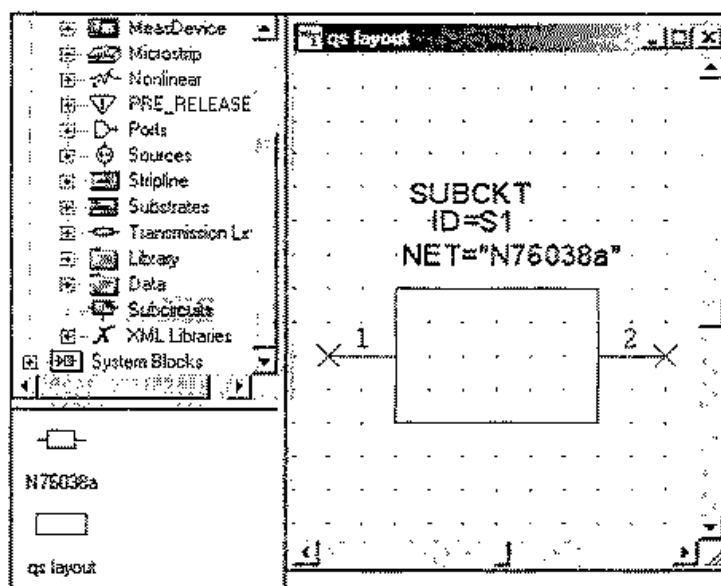 MeasDevice
Microstrip
Nonlinear
PRE_RELEASE
Ports
Sources
Stripline
Substrates
Transmission Lr
Library
Data
Subcircuits
XML Libraries
System Blocks
N76038a
qs layout
qs layout
SUBCKT
ID=S1
NET="N76038a"
1
2